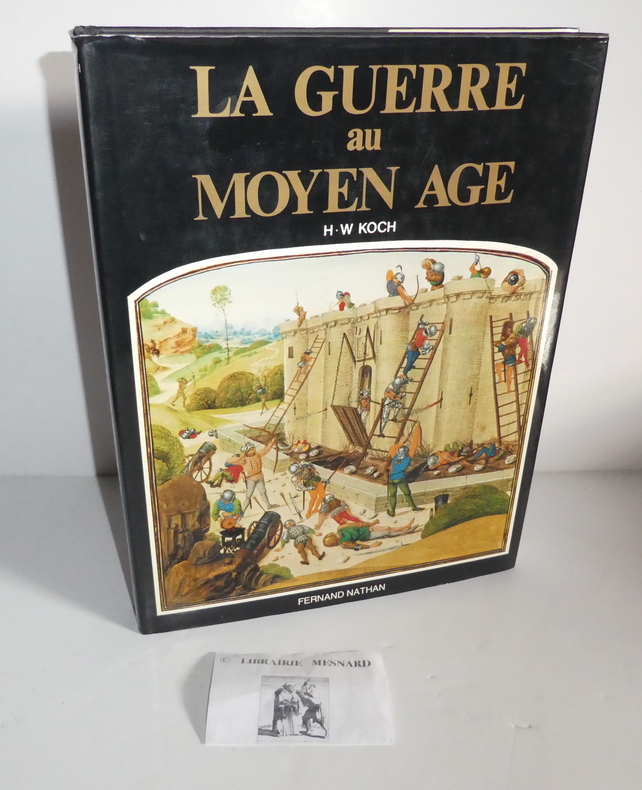 LA GUERRE
au
MOYEN AGE
H·W KOCH
FERNAND NATHAN
© LIBRAIRIE MESNARD